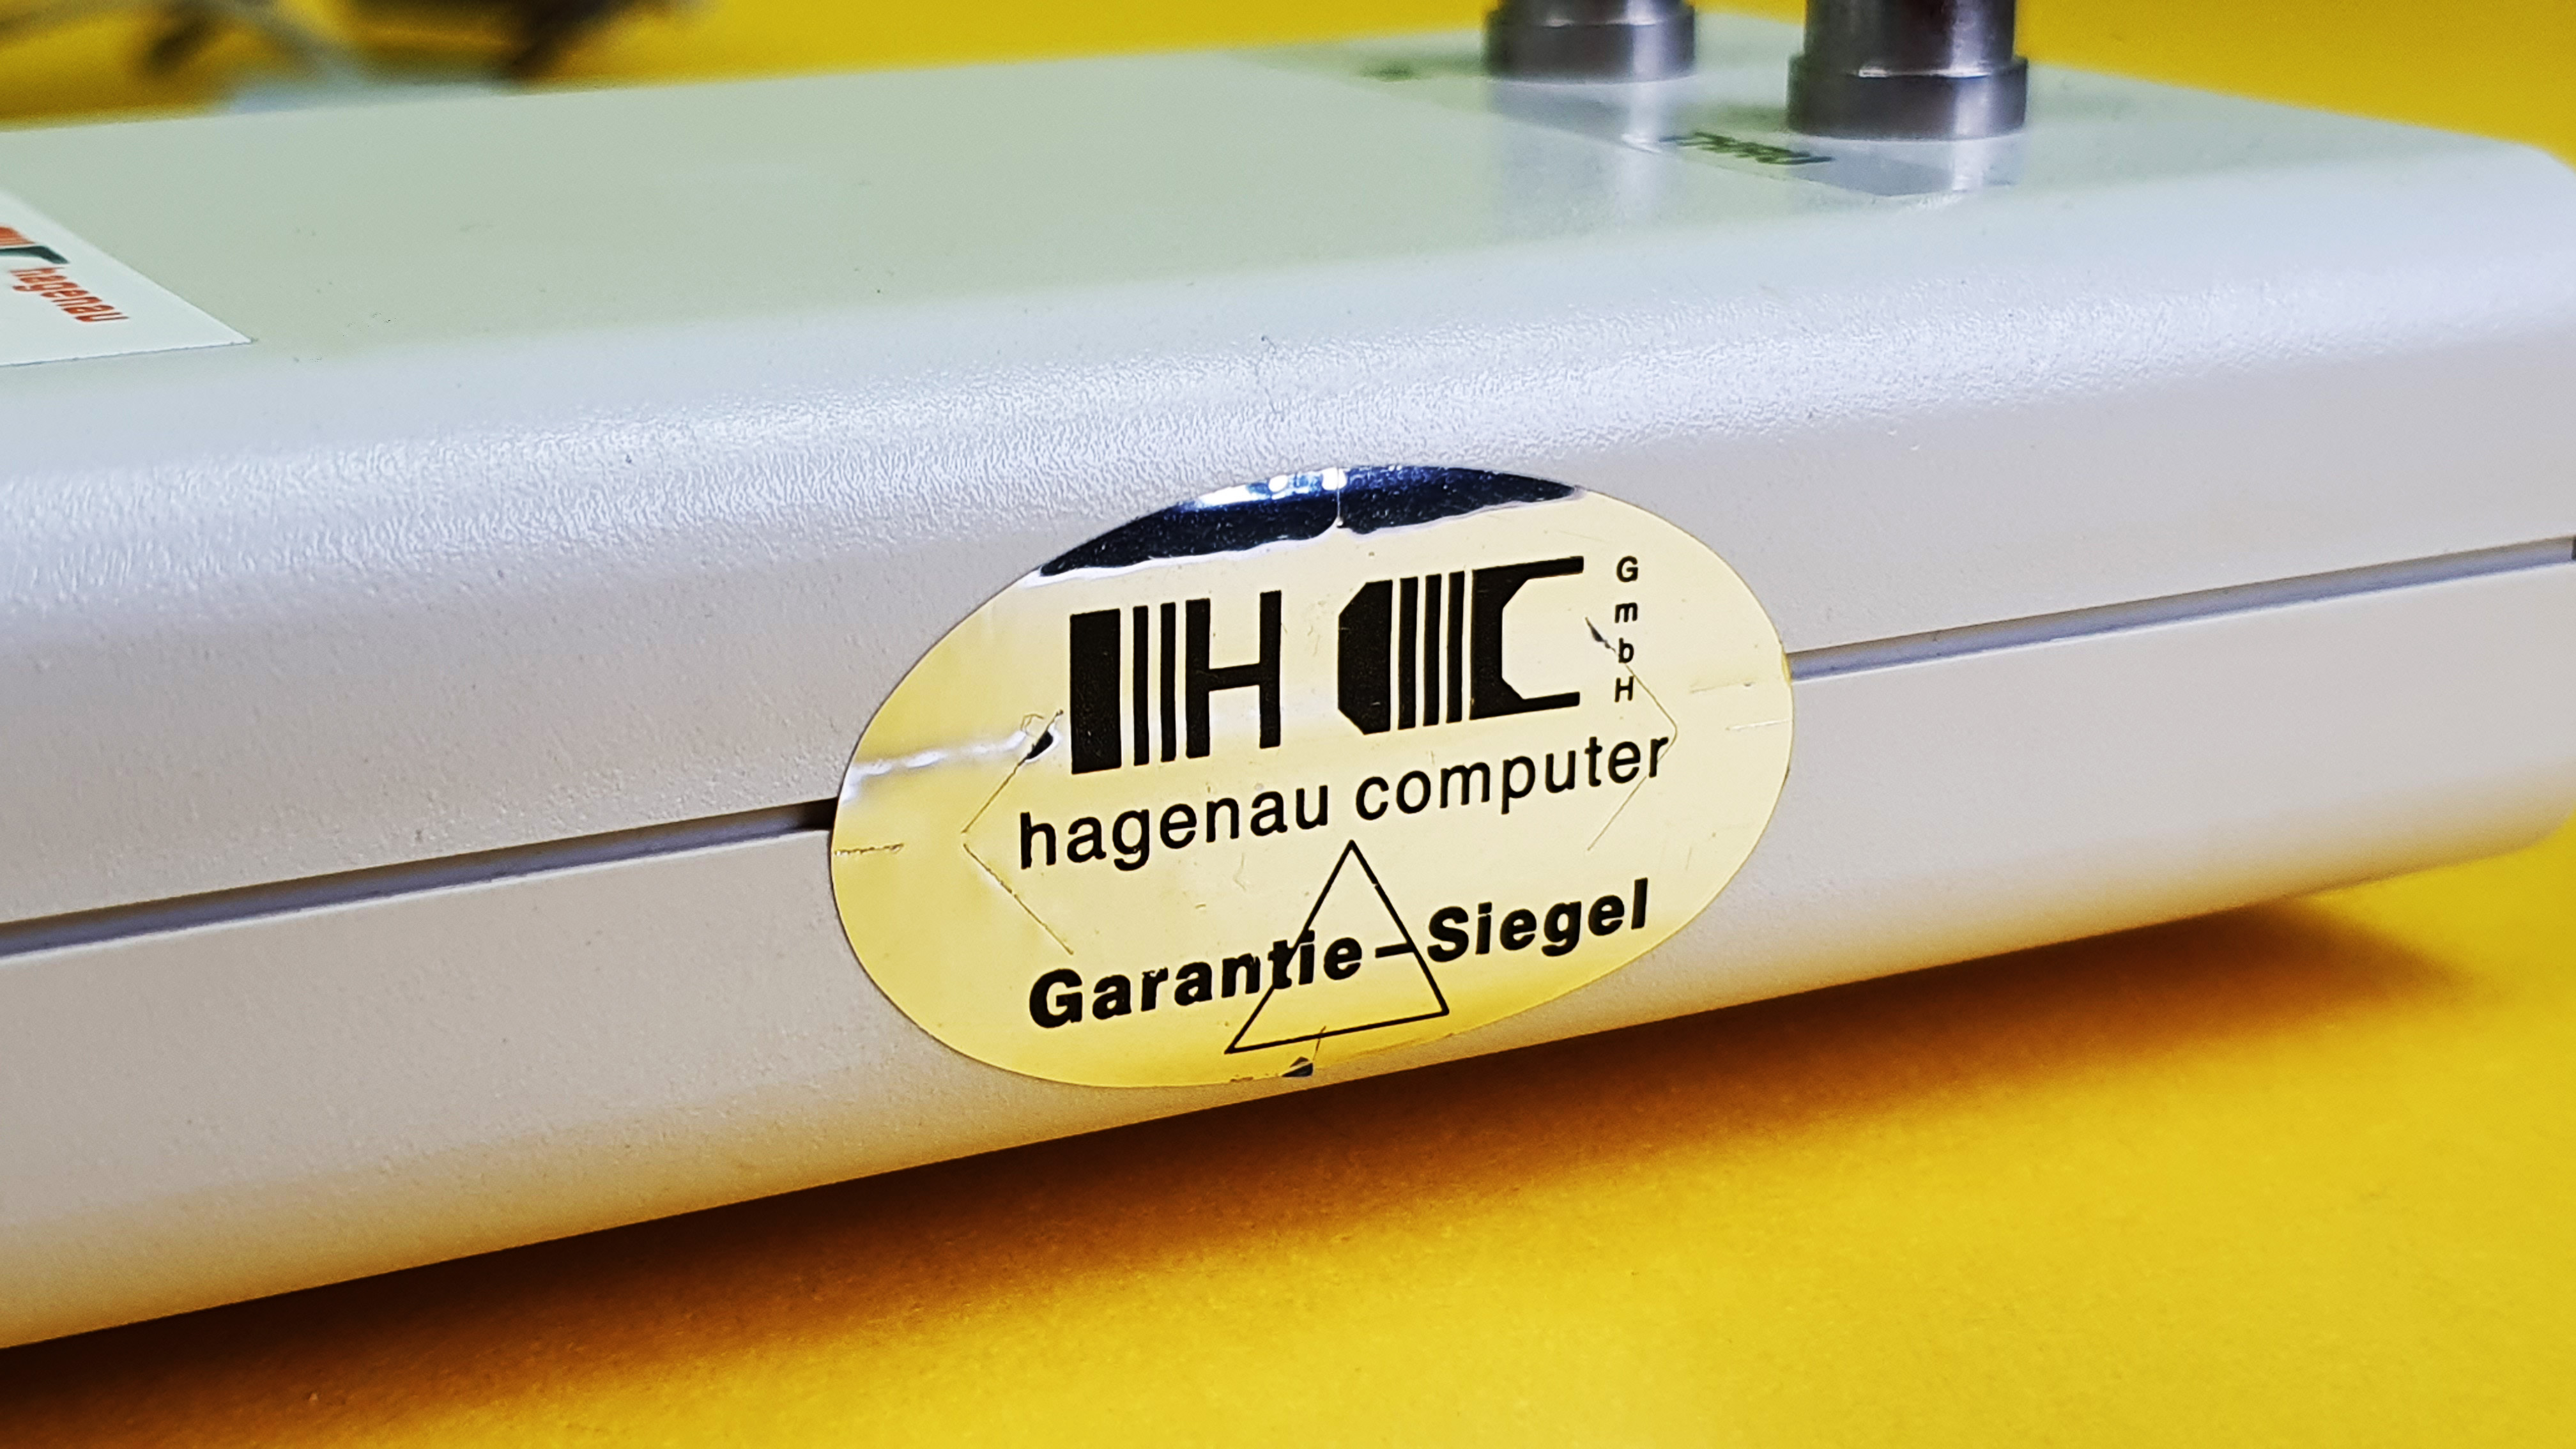 hagenau
HC
GmbH
hagenau computer
Garantie-Siegel